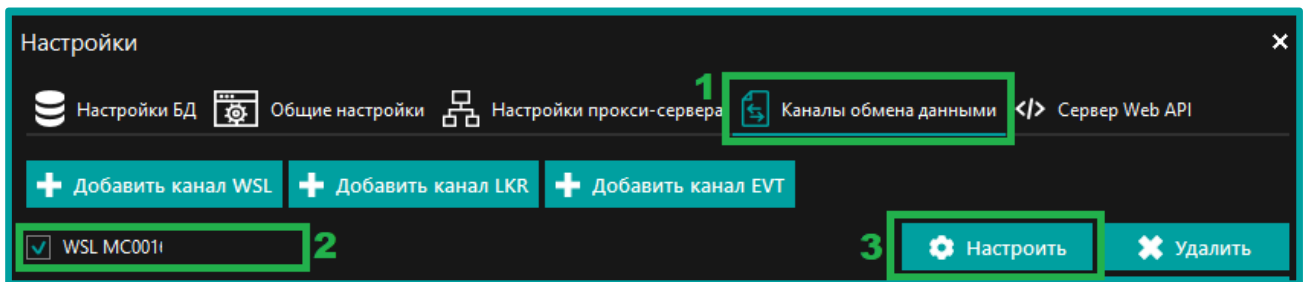 Настройки
1
Настройки БД Общие настройки Настройки прокси-сервера Каналы обмена данными </> Сервер Web API
Добавить канал WSL Добавить канал LKR Добавить канал EVT
WSL 2 3 Настроить Удалить